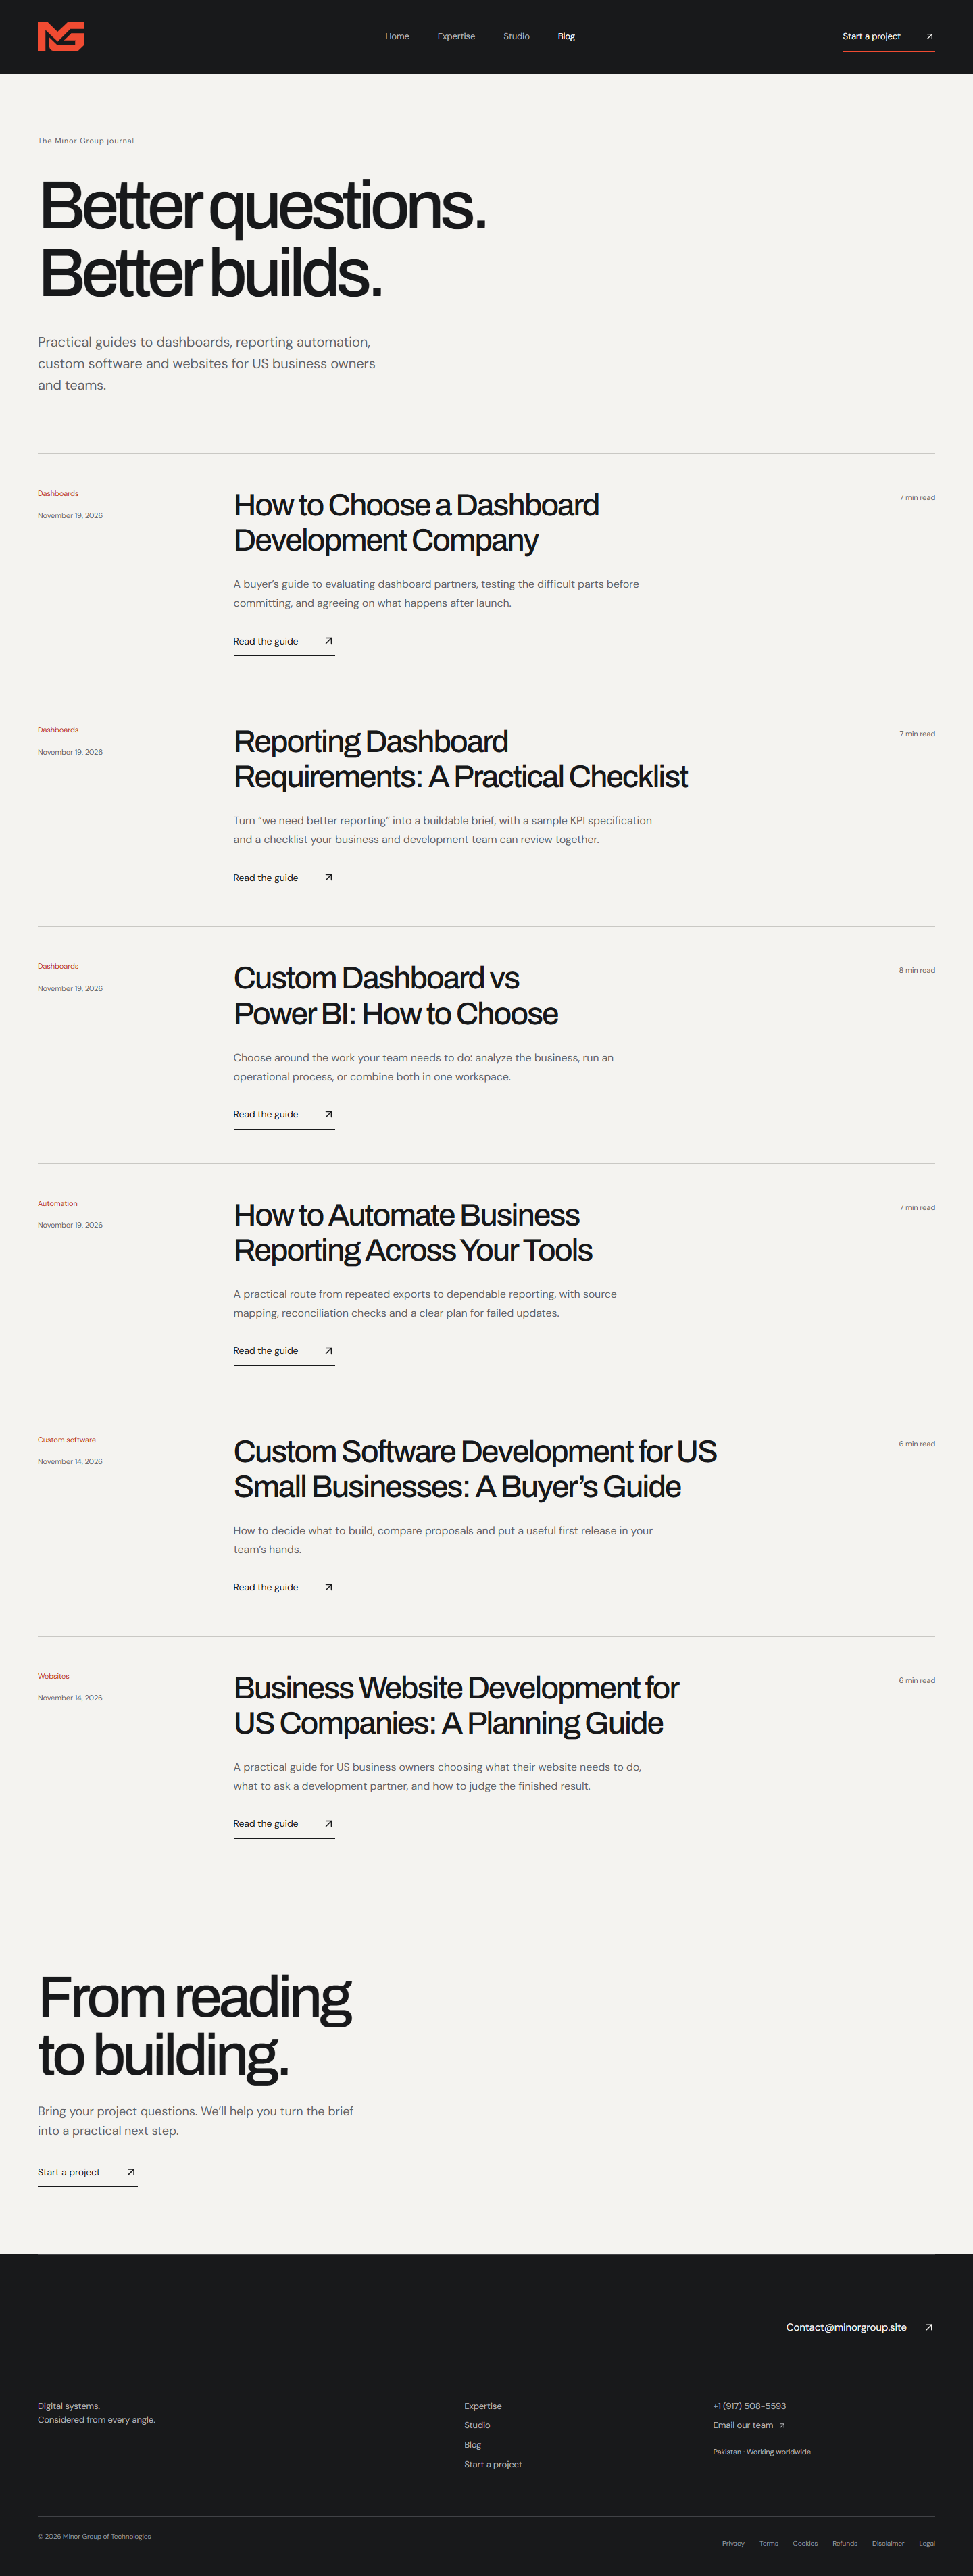 MG
Home
Expertise
Studio
Blog
Start a project
The Minor Group journal
Better questions.
Better builds.
Practical guides to dashboards, reporting automation,
custom software and websites for US business owners
and teams.
Dashboards
November 19, 2026
How to Choose a Dashboard
Development Company
7 min read
A buyer’s guide to evaluating dashboard partners, testing the difficult parts before
committing, and agreeing on what happens after launch.
Read the guide
Dashboards
November 19, 2026
Reporting Dashboard
Requirements: A Practical Checklist
7 min read
Turn “we need better reporting” into a buildable brief, with a sample KPI specification
and a checklist your business and development team can review together.
Read the guide
Dashboards
November 19, 2026
Custom Dashboard vs
Power BI: How to Choose
8 min read
Choose around the work your team needs to do: analyze the business, run an
operational process, or combine both in one workspace.
Read the guide
Automation
November 19, 2026
How to Automate Business
Reporting Across Your Tools
7 min read
A practical route from repeated exports to dependable reporting, with source
mapping, reconciliation checks and a clear plan for failed updates.
Read the guide
Custom software
November 14, 2026
Custom Software Development for US
Small Businesses: A Buyer’s Guide
6 min read
How to decide what to build, compare proposals and put a useful first release in your
team’s hands.
Read the guide
Websites
November 14, 2026
Business Website Development for
US Companies: A Planning Guide
6 min read
A practical guide for US business owners choosing what their website needs to do,
what to ask a development partner, and how to judge the finished result.
Read the guide
From reading
to building.
Bring your project questions. We’ll help you turn the brief
into a practical next step.
Start a project
Contact@minorgroup.site
Digital systems.
Considered from every angle.
Expertise
Studio
Blog
Start a project
+1 (917) 508-5593
Email our team
Pakistan · Working worldwide
© 2026 Minor Group of Technologies
Privacy
Terms
Cookies
Refunds
Disclaimer
Legal